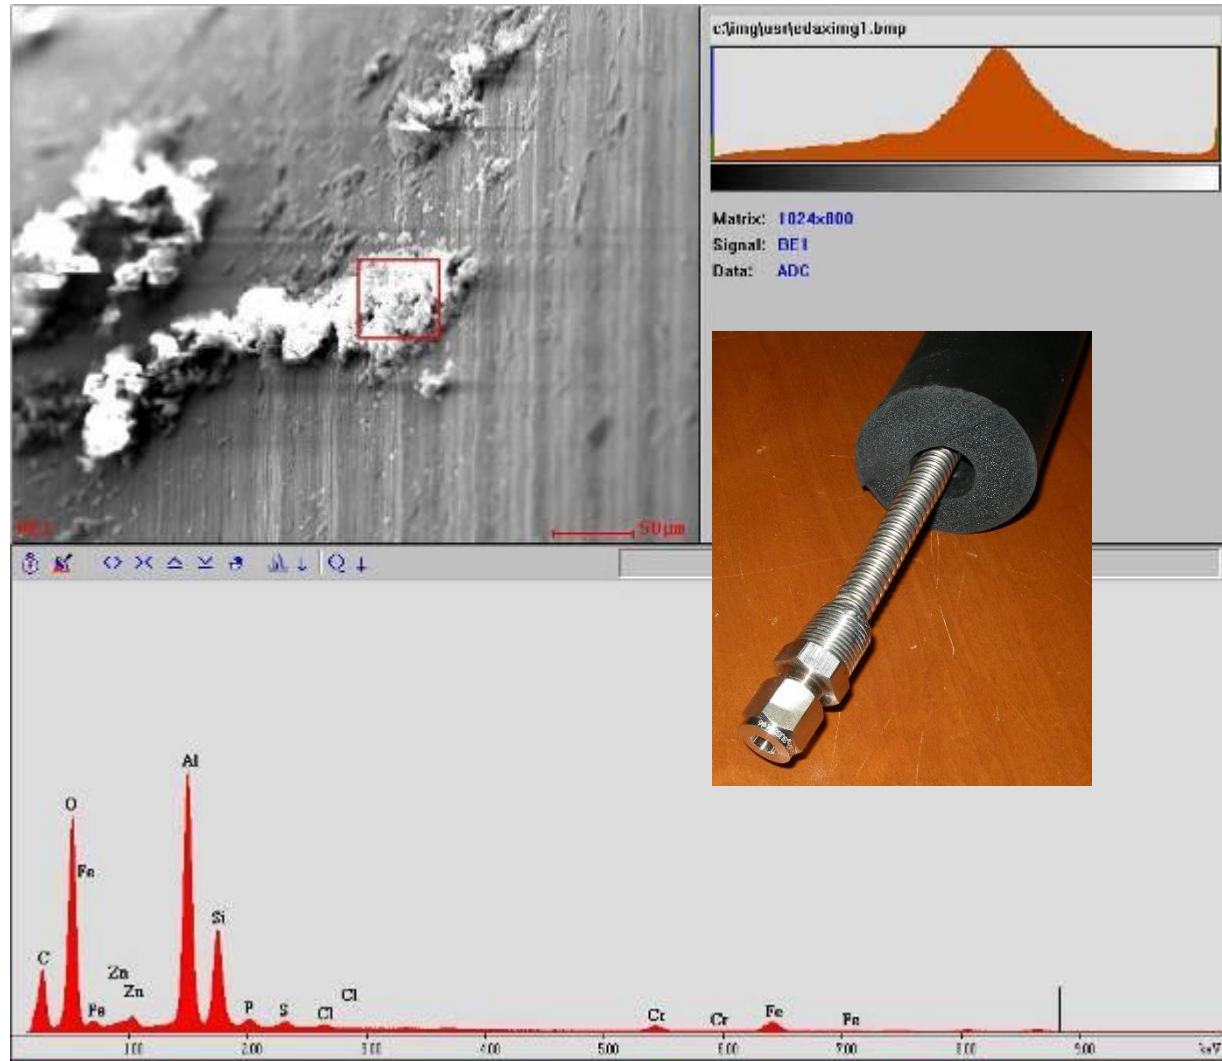 c:\img\usr\edaximg1.bmp
Matrix: 1024x800
Signal: BE1
Data: ADC
BE1
50µm
Al
O
Fe
Si
C
Zn
Zn
Fe
P
S
Cl
Cl
Cr
Cr
Fe
Fe
1.00 2.00 3.00 4.00 5.00 6.00 7.00 8.00 9.00 keV